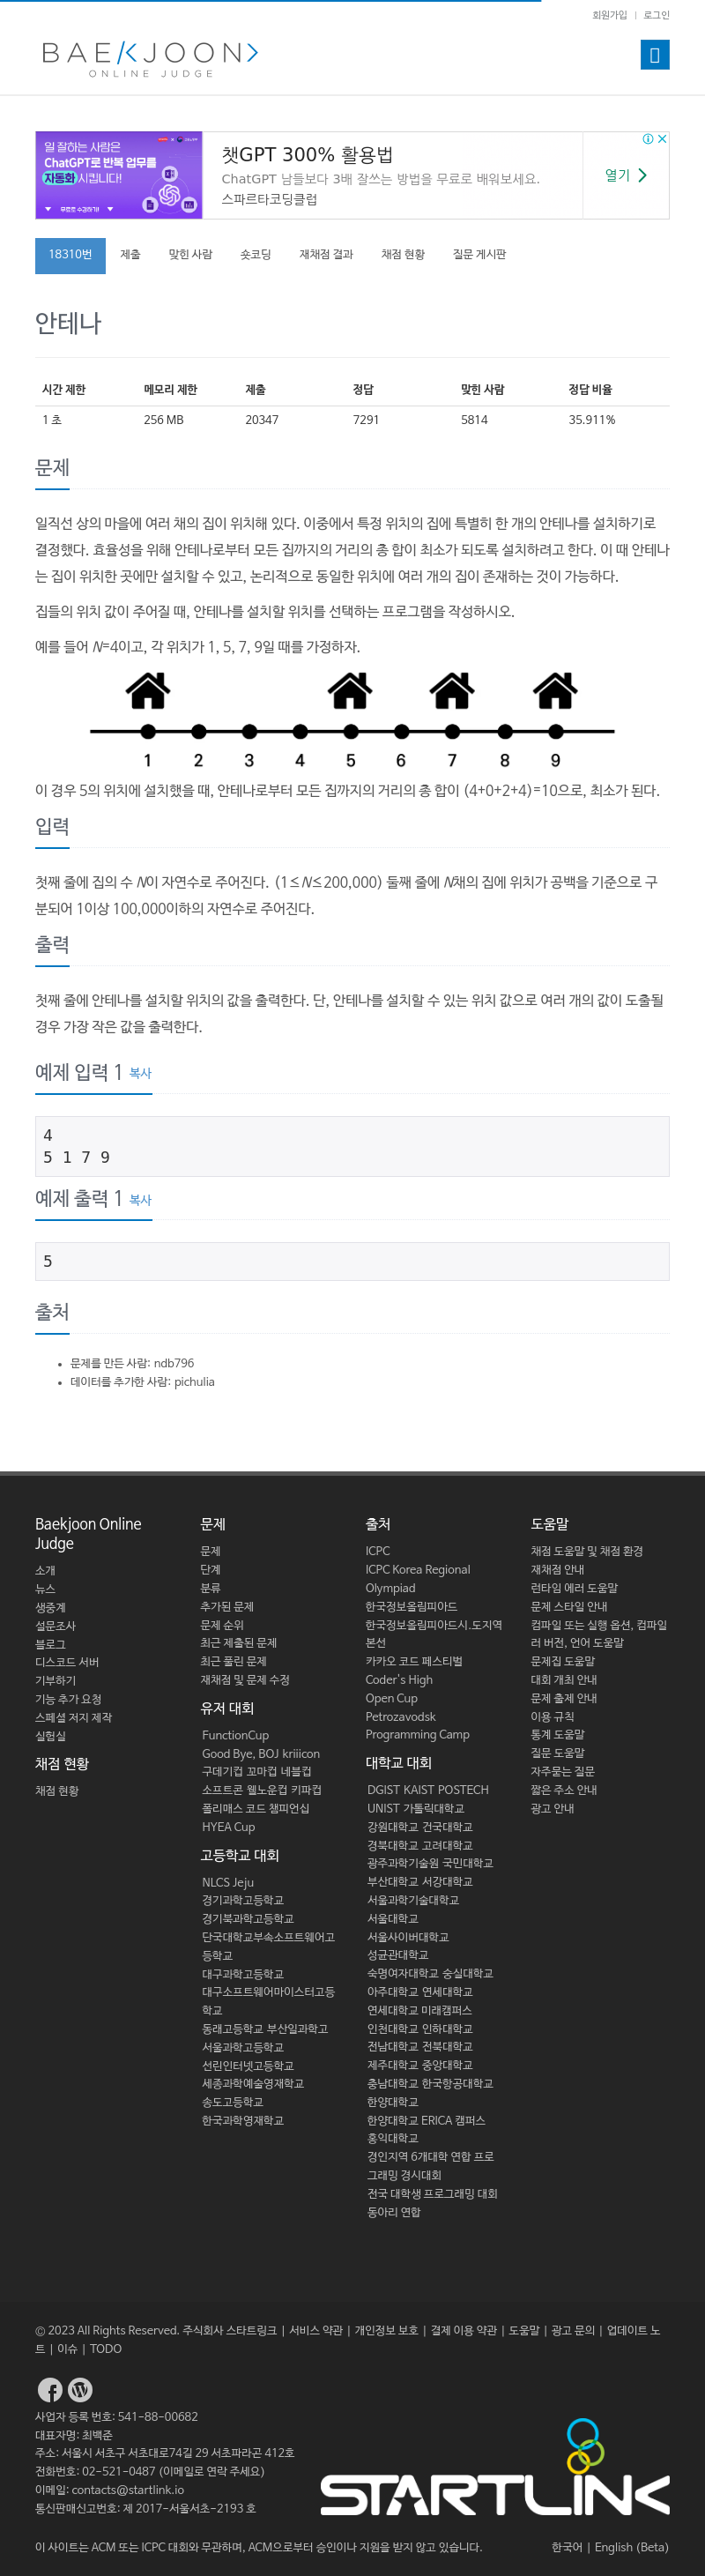 회원가입 | 로그인
BAEKJOON
ONLINE JUDGE
일 잘하는 사람은
ChatGPT로 반복 업무를
자동화 시킵니다!
무료로 수강하기!
챗GPT 300% 활용법
ChatGPT 남들보다 3배 잘쓰는 방법을 무료로 배워보세요.
스파르타코딩클럽
열기
18310번 제출 맞힌 사람 숏코딩 재채점 결과 채점 현황 질문 게시판
안테나
시간 제한 메모리 제한 제출 정답 맞힌 사람 정답 비율
1 초 256 MB 20347 7291 5814 35.911%
문제
일직선 상의 마을에 여러 채의 집이 위치해 있다. 이중에서 특정 위치의 집에 특별히 한 개의 안테나를 설치하기로
결정했다. 효율성을 위해 안테나로부터 모든 집까지의 거리의 총 합이 최소가 되도록 설치하려고 한다. 이 때 안테나
는 집이 위치한 곳에만 설치할 수 있고, 논리적으로 동일한 위치에 여러 개의 집이 존재하는 것이 가능하다.
집들의 위치 값이 주어질 때, 안테나를 설치할 위치를 선택하는 프로그램을 작성하시오.
예를 들어 N=4이고, 각 위치가 1, 5, 7, 9일 때를 가정하자.
1 2 3 4 5 6 7 8 9
이 경우 5의 위치에 설치했을 때, 안테나로부터 모든 집까지의 거리의 총 합이 (4+0+2+4)=10으로, 최소가 된다.
입력
첫째 줄에 집의 수 N이 자연수로 주어진다. (1≤N≤200,000) 둘째 줄에 N채의 집에 위치가 공백을 기준으로 구
분되어 1이상 100,000이하의 자연수로 주어진다.
출력
첫째 줄에 안테나를 설치할 위치의 값을 출력한다. 단, 안테나를 설치할 수 있는 위치 값으로 여러 개의 값이 도출될
경우 가장 작은 값을 출력한다.
예제 입력 1 복사
4
5 1 7 9
예제 출력 1 복사
5
출처
문제를 만든 사람: ndb796
데이터를 추가한 사람: pichulia
Baekjoon Online
Judge
소개
뉴스
생중계
설문조사
블로그
디스코드 서버
기부하기
기능 추가 요청
스페셜 저지 제작
실험실
채점 현황
채점 현황
문제
문제
단계
분류
추가된 문제
문제 순위
최근 제출된 문제
최근 풀린 문제
재채점 및 문제 수정
유저 대회
FunctionCup
Good Bye, BOJ kriiicon
구데기컵 꼬마컵 네블컵
소프트콘 웰노운컵 키파컵
폴리매스 코드 챔피언십
HYEA Cup
고등학교 대회
NLCS Jeju
경기과학고등학교
경기북과학고등학교
단국대학교부속소프트웨어고
등학교
대구과학고등학교
대구소프트웨어마이스터고등
학교
동래고등학교 부산일과학고
서울과학고등학교
선린인터넷고등학교
세종과학예술영재학교
송도고등학교
한국과학영재학교
출처
ICPC
ICPC Korea Regional
Olympiad
한국정보올림피아드
한국정보올림피아드시.도지역
본선
카카오 코드 페스티벌
Coder's High
Open Cup
Petrozavodsk
Programming Camp
대학교 대회
DGIST KAIST POSTECH
UNIST 가톨릭대학교
강원대학교 건국대학교
경북대학교 고려대학교
광주과학기술원 국민대학교
부산대학교 서강대학교
서울과학기술대학교
서울대학교
서울사이버대학교
성균관대학교
숙명여자대학교 숭실대학교
아주대학교 연세대학교
연세대학교 미래캠퍼스
인천대학교 인하대학교
전남대학교 전북대학교
제주대학교 중앙대학교
충남대학교 한국항공대학교
한양대학교
한양대학교 ERICA 캠퍼스
홍익대학교
경인지역 6개대학 연합 프로
그래밍 경시대회
전국 대학생 프로그래밍 대회
동아리 연합
도움말
채점 도움말 및 채점 환경
재채점 안내
런타임 에러 도움말
문제 스타일 안내
컴파일 또는 실행 옵션, 컴파일
러 버전, 언어 도움말
문제집 도움말
대회 개최 안내
문제 출제 안내
이용 규칙
통계 도움말
질문 도움말
자주묻는 질문
짧은 주소 안내
광고 안내
© 2023 All Rights Reserved. 주식회사 스타트링크 | 서비스 약관 | 개인정보 보호 | 결제 이용 약관 | 도움말 | 광고 문의 | 업데이트 노
트 | 이슈 | TODO
사업자 등록 번호: 541-88-00682
대표자명: 최백준
주소: 서울시 서초구 서초대로74길 29 서초파라곤 412호
전화번호: 02-521-0487 (이메일로 연락 주세요)
이메일: contacts@startlink.io
통신판매신고번호: 제 2017-서울서초-2193 호
STARTLINK
이 사이트는 ACM 또는 ICPC 대회와 무관하며, ACM으로부터 승인이나 지원을 받지 않고 있습니다. 한국어 | English (Beta)